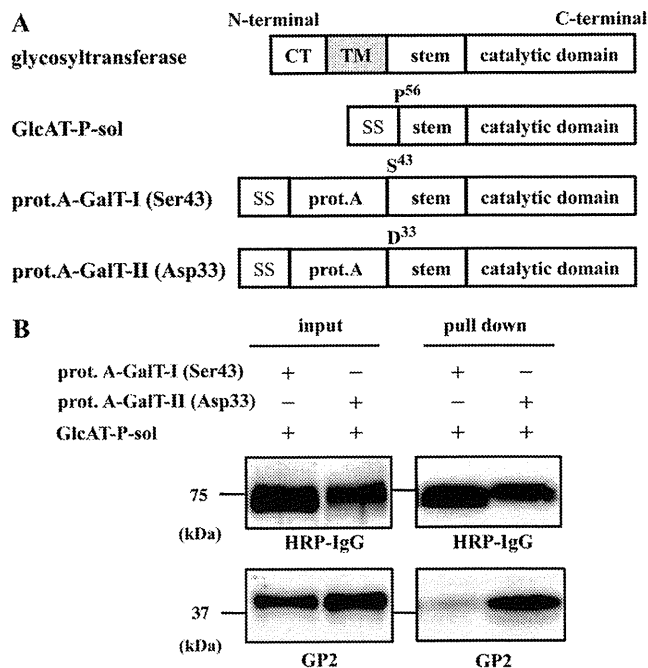 A
N-terminal C-terminal
glycosyltransferase CT TM stem catalytic domain
P56
GlcAT-P-sol SS stem catalytic domain
S43
prot.A-GalT-I (Ser43) SS prot.A stem catalytic domain
D33
prot.A-GalT-II (Asp33) SS prot.A stem catalytic domain
B
input pull down
prot. A-GalT-I (Ser43) + − + −
prot. A-GalT-II (Asp33) − + − +
GlcAT-P-sol + + + +
75
(kDa)
HRP-IgG HRP-IgG
37
(kDa)
GP2 GP2